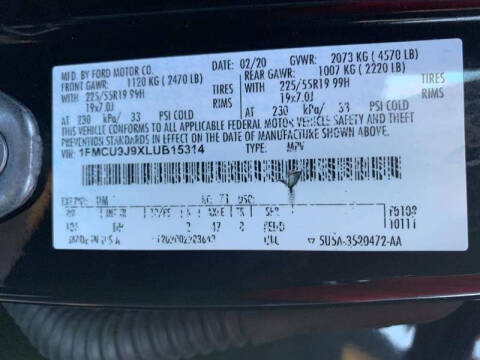 MFD. BY FORD MOTOR CO.
02/20 GVWR: 2073 KG (4570 LB)
FRONT GAWR: 1120 KG (2470 LB) REAR GAWR: 1007 KG (2220 LB)
WITH 225/55R19 99H TIRES WITH 225/55R19 99H TIRES
19x7.0J RIMS 19x7.0J RIMS
AT 230 kPa/ 33 PSI COLD AT 230 kPa/ 33 PSI COLD
THIS VEHICLE CONFORMS TO ALL APPLICABLE FEDERAL MOTOR VEHICLE SAFETY AND THEFT
PREVENTION STANDARDS IN EFFECT ON THE DATE OF MANUFACTURE SHOWN ABOVE.
VIN: 1FMCU3J9XLUB15314 TYPE: MPV
5U5A-3520472-AA